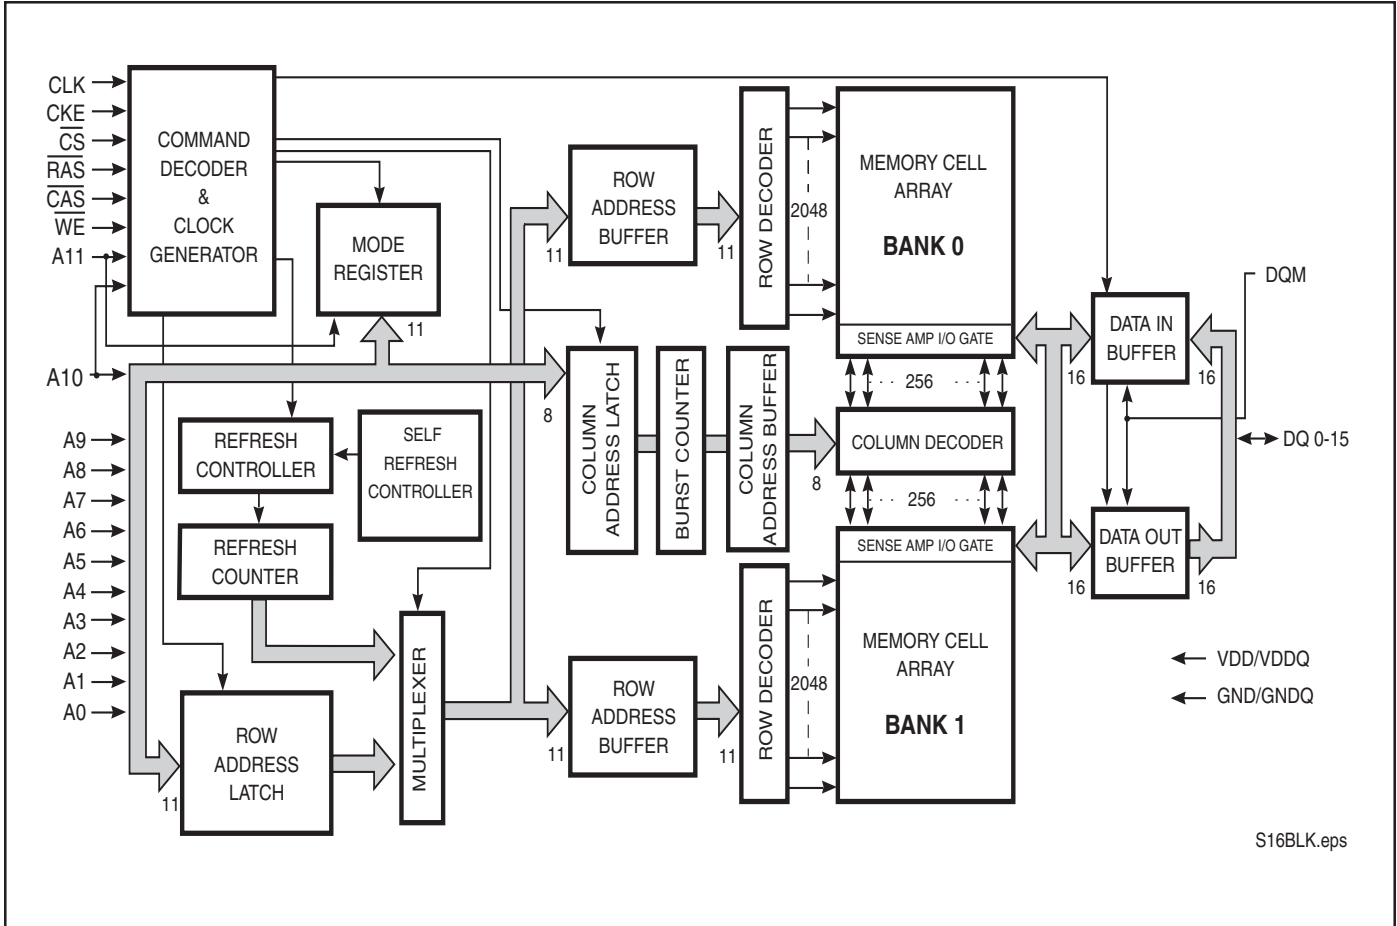 CLK
CKE
CS
RAS
CAS
WE
A11
A10
A9
A8
A7
A6
A5
A4
A3
A2
A1
A0
COMMAND
DECODER
&
CLOCK
GENERATOR
MODE
REGISTER
11
REFRESH
CONTROLLER
SELF
REFRESH
CONTROLLER
REFRESH
COUNTER
ROW
ADDRESS
LATCH
11
MULTIPLEXER
ROW
ADDRESS
BUFFER
11
11
ROW DECODER
2048
MEMORY CELL
ARRAY
BANK 0
SENSE AMP I/O GATE
8
COLUMN
ADDRESS LATCH
BURST COUNTER
COLUMN
ADDRESS BUFFER
8
256
COLUMN DECODER
256
ROW
ADDRESS
BUFFER
11
11
ROW DECODER
2048
SENSE AMP I/O GATE
MEMORY CELL
ARRAY
BANK 1
DATA IN
BUFFER
16
16
DQM
DQ 0-15
DATA OUT
BUFFER
16
16
VDD/VDDQ
GND/GNDQ
S16BLK.eps